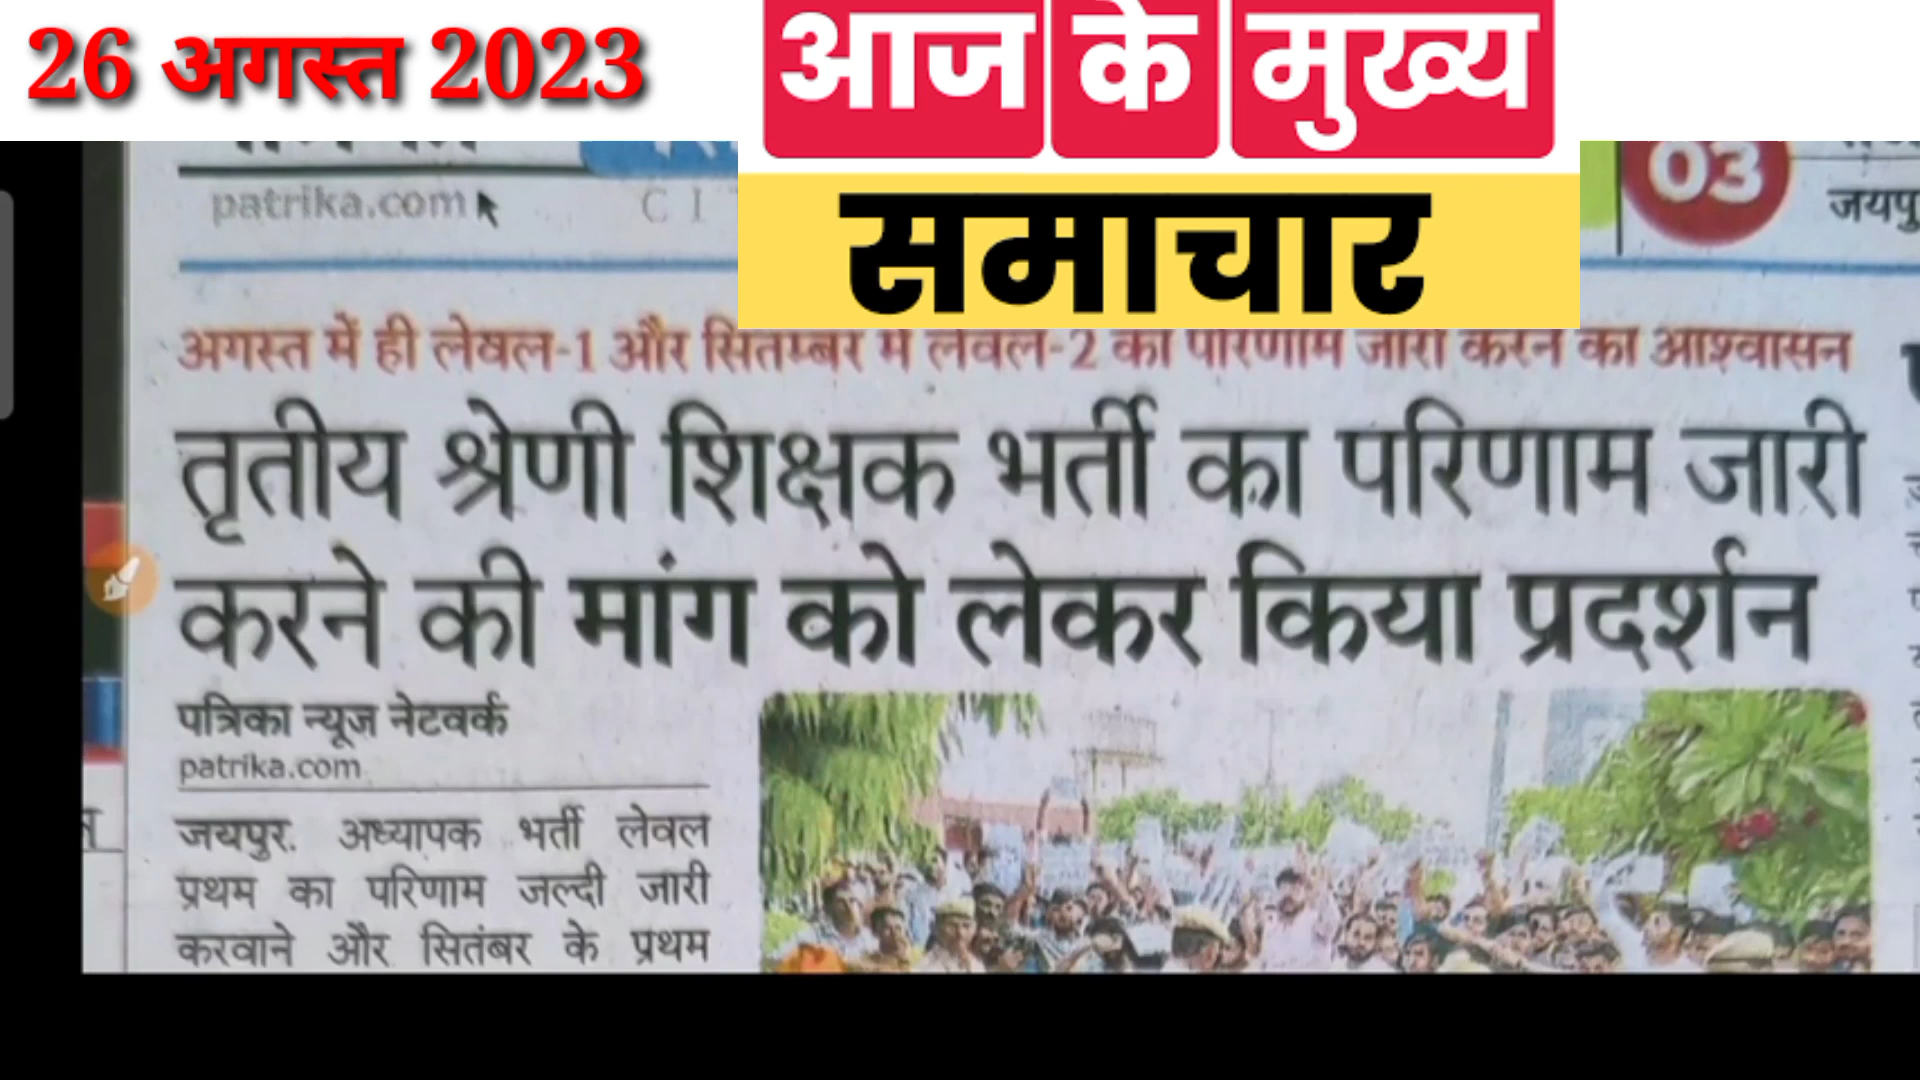 26 अगस्त 2023
आज के मुख्य
समाचार
patrika.com
CI
03
जयपु
अगस्त में ही लेवल-1 और सितम्बर में लेवल-2 का परिणाम जारी करने का आश्वासन
तृतीय श्रेणी शिक्षक भर्ती का परिणाम जारी
करने की मांग को लेकर किया प्रदर्शन
पत्रिका न्यूज नेटवर्क
patrika.com
जयपुर. अध्यापक भर्ती लेवल
प्रथम का परिणाम जल्दी जारी
करवाने और सितंबर के प्रथम